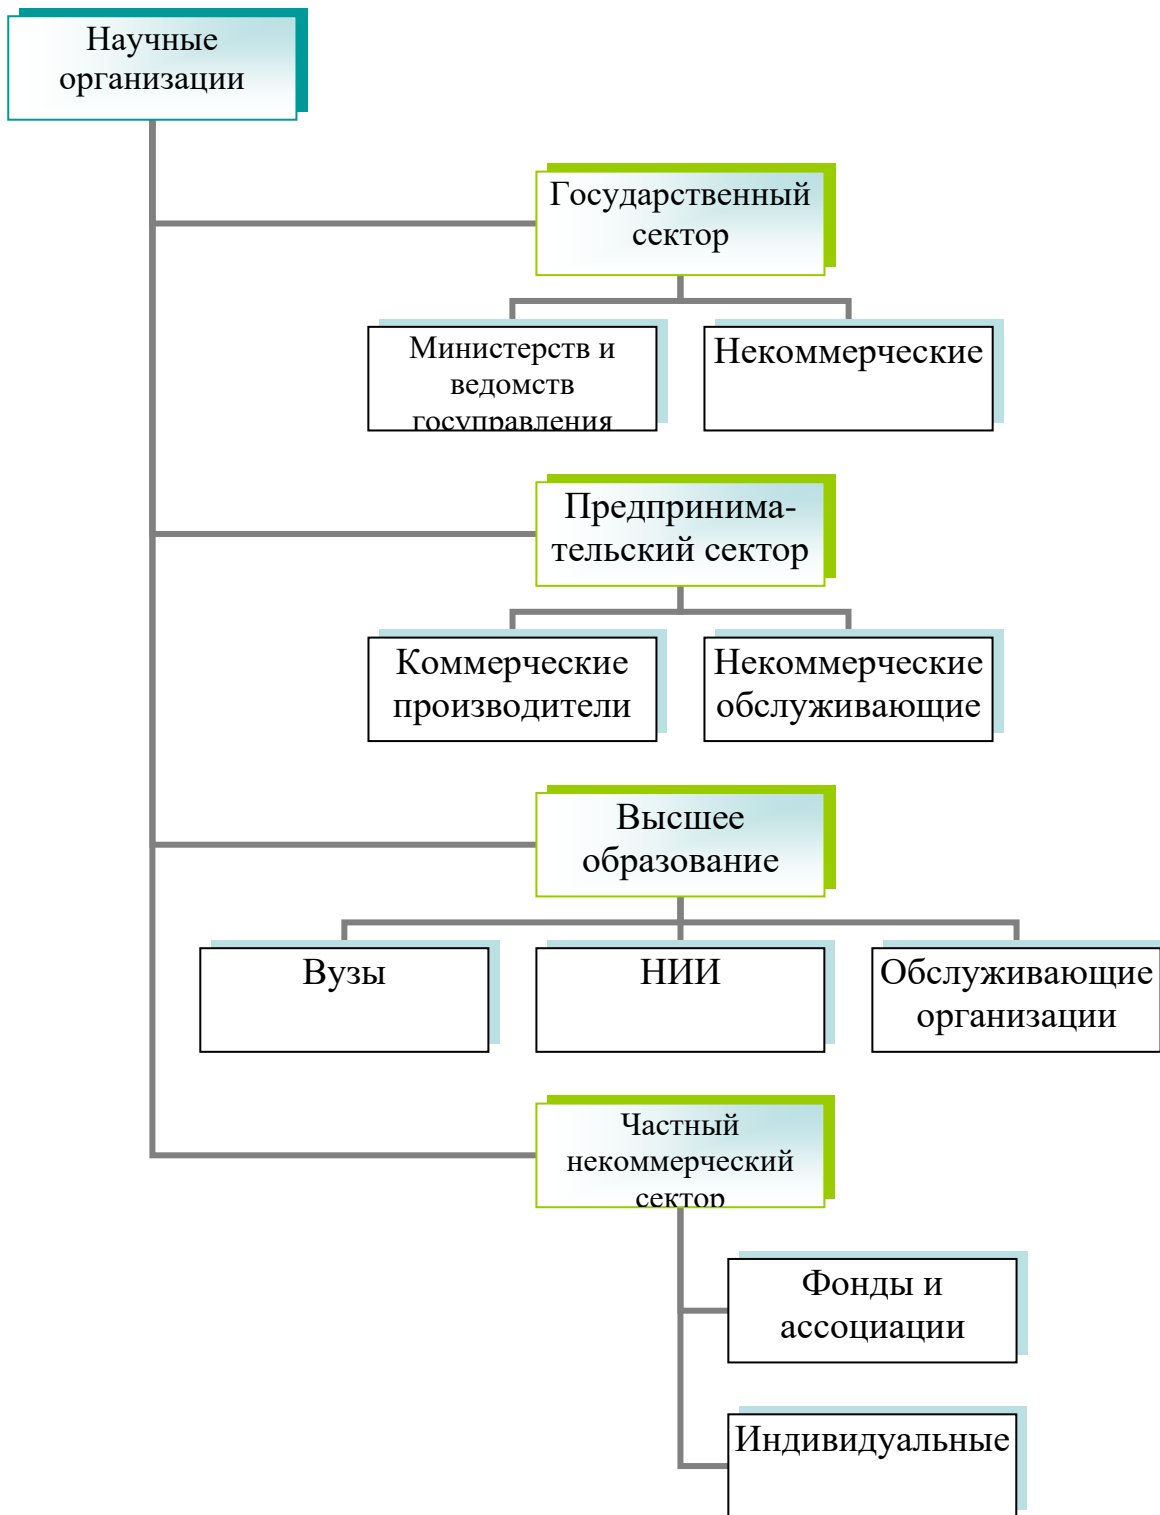 Научные
организации
Государственный
сектор
Министерств и
ведомств
госуправления
Некоммерческие
Предпринима-
тельский сектор
Коммерческие
производители
Некоммерческие
обслуживающие
Высшее
образование
Вузы
НИИ
Обслуживающие
организации
Частный
некоммерческий
сектор
Фонды и
ассоциации
Индивидуальные